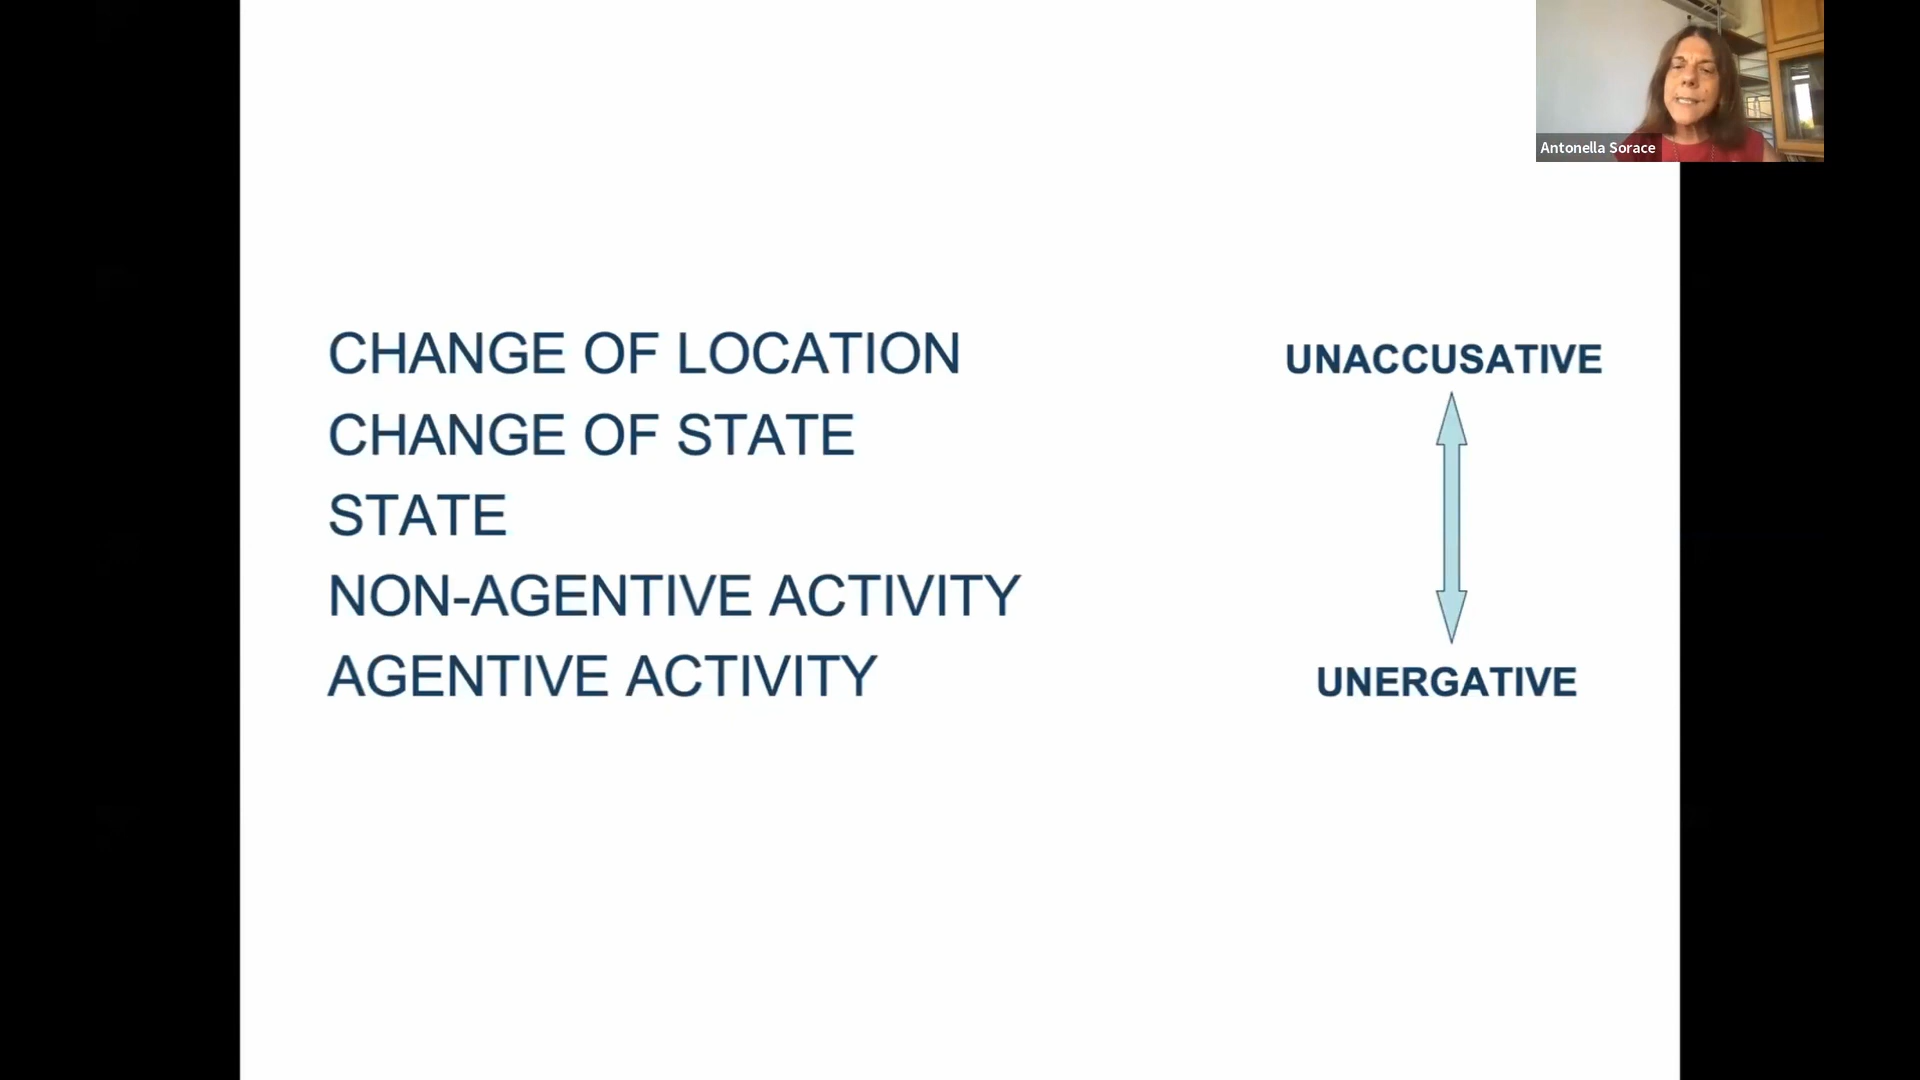 Antonella Sorace
CHANGE OF LOCATION
UNACCUSATIVE
CHANGE OF STATE
STATE
NON-AGENTIVE ACTIVITY
AGENTIVE ACTIVITY
UNERGATIVE